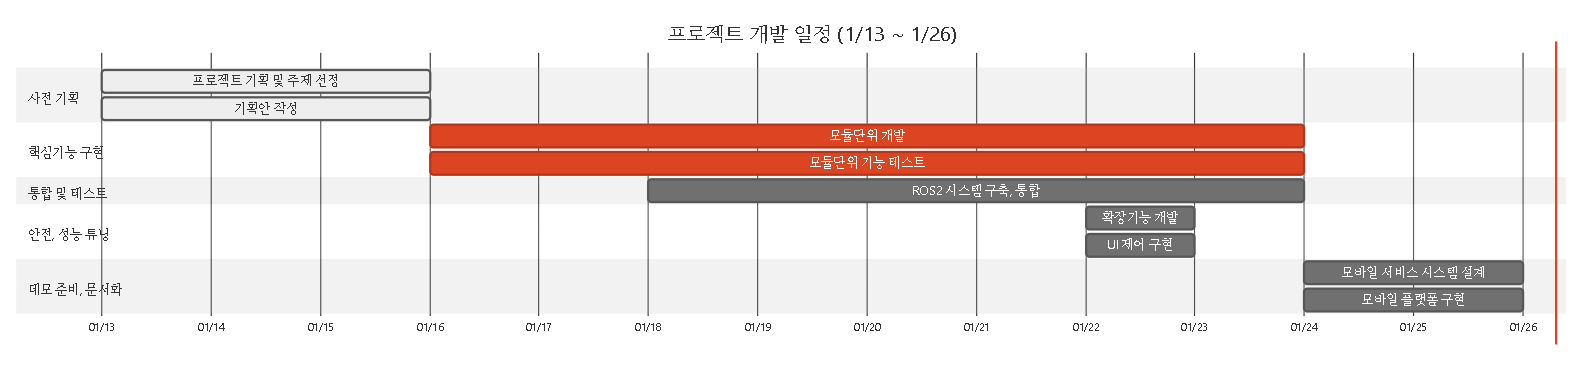 프로젝트 개발 일정 (1/13 ~ 1/26)
사전 기획
프로젝트 기획 및 주제 선정
기획안 작성
핵심기능 구현
모듈단위 개발
모듈단위 기능 테스트
통합 및 테스트
ROS2 시스템 구축, 통합
안전, 성능 튜닝
확장기능 개발
UI 제어 구현
데모 준비, 문서화
모바일 서비스 시스템 설계
모바일 플랫폼 구현
01/13 01/14 01/15 01/16 01/17 01/18 01/19 01/20 01/21 01/22 01/23 01/24 01/25 01/26